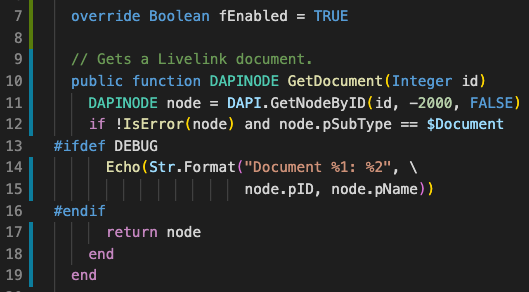 7 override Boolean fEnabled = TRUE
8
9 // Gets a Livelink document.
10 public function DAPINODE GetDocument(Integer id)
11 DAPINODE node = DAPI.GetNodeByID(id, -2000, FALSE)
12 if !IsError(node) and node.pSubType == $Document
13 #ifdef DEBUG
14 Echo(Str.Format("Document %1: %2", \
15 node.pID, node.pName))
16 #endif
17 return node
18 end
19 end